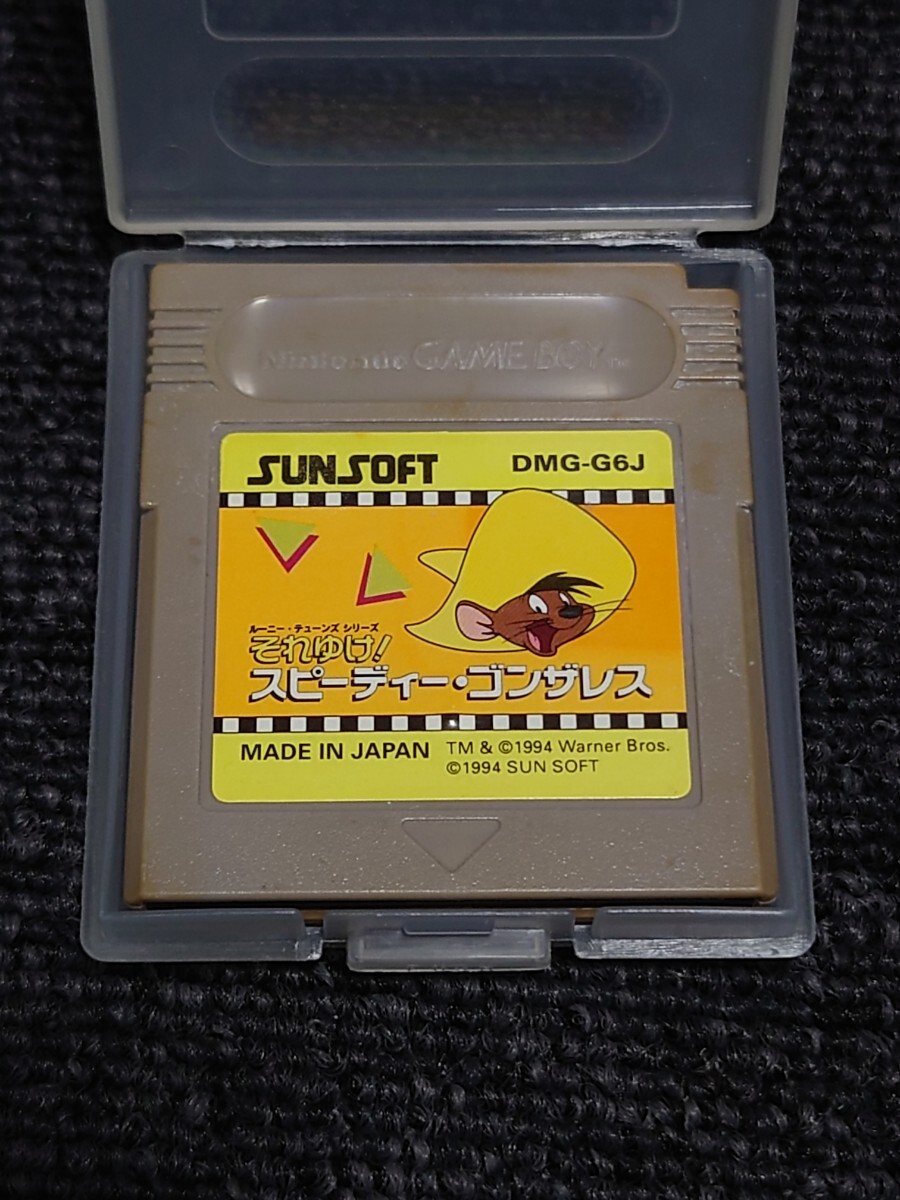 Nintendo GAME BOY TM
SUNSOFT DMG-G6J
ルーニー・テューンズ シリーズ
それゆけ!
スピーディー・ゴンザレス
MADE IN JAPAN TM & ©1994 Warner Bros.
©1994 SUN SOFT